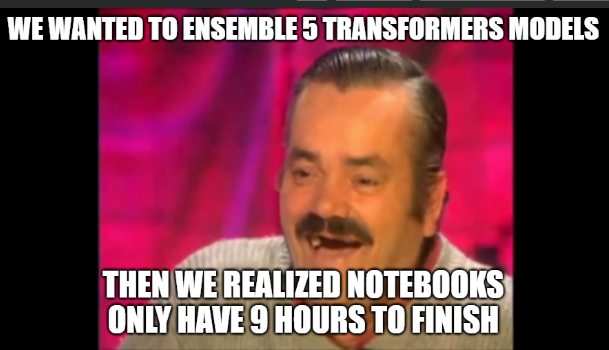 WE WANTED TO ENSEMBLE 5 TRANSFORMERS MODELS
THEN WE REALIZED NOTEBOOKS
ONLY HAVE 9 HOURS TO FINISH